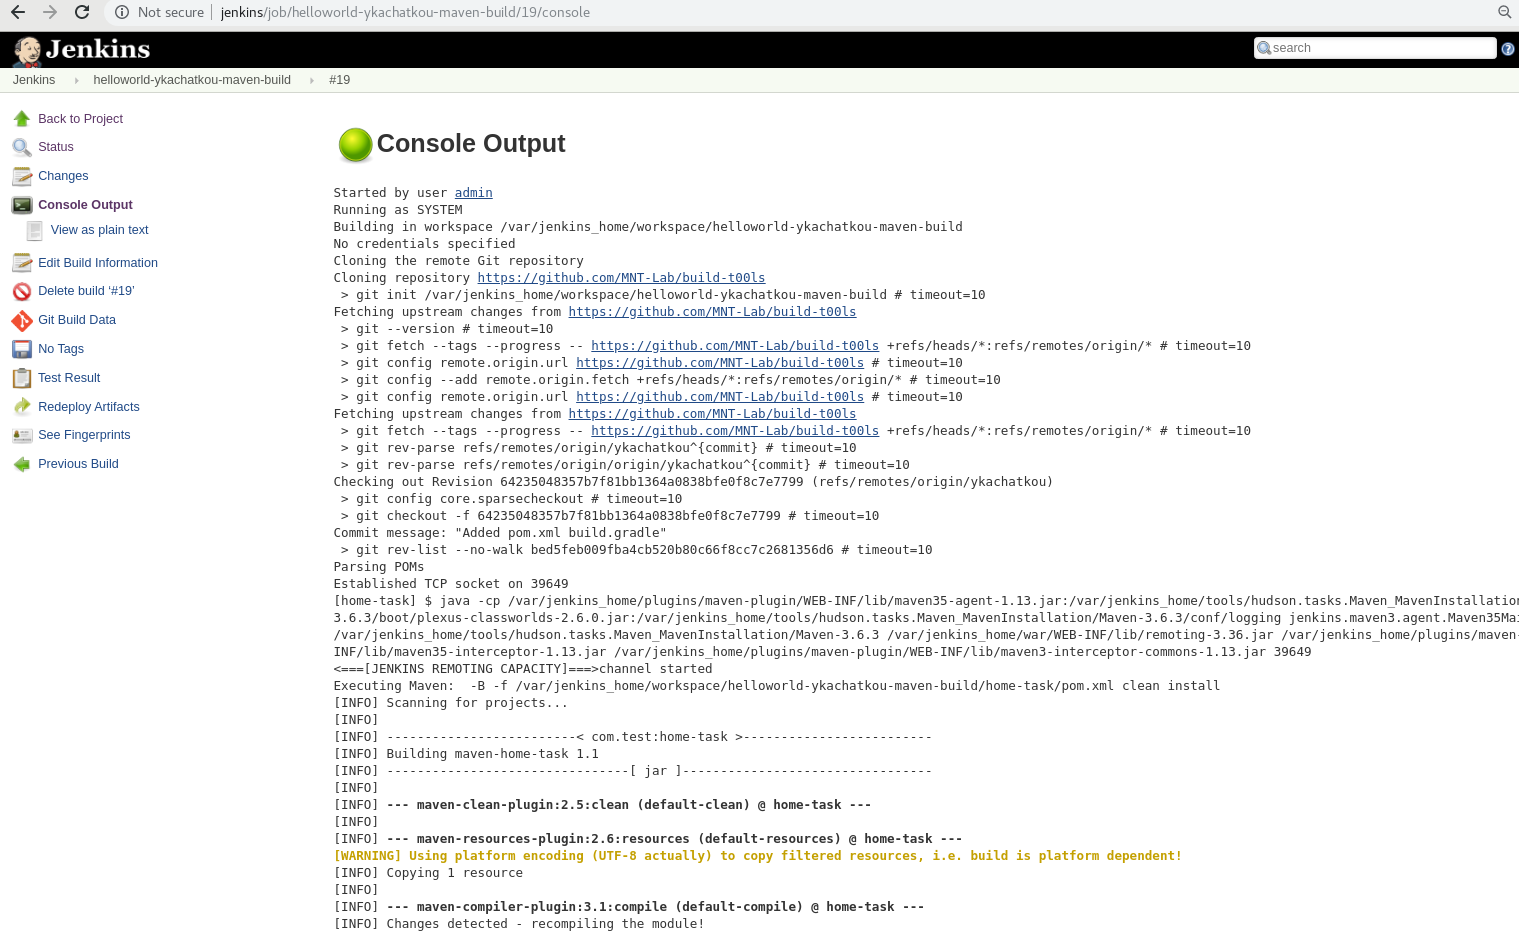 Not secure | jenkins/job/helloworld-ykachatkou-maven-build/19/console
Jenkins
search
Jenkins helloworld-ykachatkou-maven-build #19
Back to Project
Status
Changes
Console Output
View as plain text
Edit Build Information
Delete build ‘#19’
Git Build Data
No Tags
Test Result
Redeploy Artifacts
See Fingerprints
Previous Build
Console Output
Started by user admin
Running as SYSTEM
Building in workspace /var/jenkins_home/workspace/helloworld-ykachatkou-maven-build
No credentials specified
Cloning the remote Git repository
Cloning repository https://github.com/MNT-Lab/build-t00ls
 > git init /var/jenkins_home/workspace/helloworld-ykachatkou-maven-build # timeout=10
Fetching upstream changes from https://github.com/MNT-Lab/build-t00ls
 > git --version # timeout=10
 > git fetch --tags --progress -- https://github.com/MNT-Lab/build-t00ls +refs/heads/*:refs/remotes/origin/* # timeout=10
 > git config remote.origin.url https://github.com/MNT-Lab/build-t00ls # timeout=10
 > git config --add remote.origin.fetch +refs/heads/*:refs/remotes/origin/* # timeout=10
 > git config remote.origin.url https://github.com/MNT-Lab/build-t00ls # timeout=10
Fetching upstream changes from https://github.com/MNT-Lab/build-t00ls
 > git fetch --tags --progress -- https://github.com/MNT-Lab/build-t00ls +refs/heads/*:refs/remotes/origin/* # timeout=10
 > git rev-parse refs/remotes/origin/ykachatkou^{commit} # timeout=10
 > git rev-parse refs/remotes/origin/origin/ykachatkou^{commit} # timeout=10
Checking out Revision 64235048357b7f81bb1364a0838bfe0f8c7e7799 (refs/remotes/origin/ykachatkou)
 > git config core.sparsecheckout # timeout=10
 > git checkout -f 64235048357b7f81bb1364a0838bfe0f8c7e7799 # timeout=10
Commit message: "Added pom.xml build.gradle"
 > git rev-list --no-walk bed5feb009fba4cb520b80c66f8cc7c2681356d6 # timeout=10
Parsing POMs
Established TCP socket on 39649
[home-task] $ java -cp /var/jenkins_home/plugins/maven-plugin/WEB-INF/lib/maven35-agent-1.13.jar:/var/jenkins_home/tools/hudson.tasks.Maven_MavenInstallation
3.6.3/boot/plexus-classworlds-2.6.0.jar:/var/jenkins_home/tools/hudson.tasks.Maven_MavenInstallation/Maven-3.6.3/conf/logging jenkins.maven3.agent.Maven35Mai
/var/jenkins_home/tools/hudson.tasks.Maven_MavenInstallation/Maven-3.6.3 /var/jenkins_home/war/WEB-INF/lib/remoting-3.36.jar /var/jenkins_home/plugins/maven-
INF/lib/maven35-interceptor-1.13.jar /var/jenkins_home/plugins/maven-plugin/WEB-INF/lib/maven3-interceptor-commons-1.13.jar 39649
<===[JENKINS REMOTING CAPACITY]===>channel started
Executing Maven:  -B -f /var/jenkins_home/workspace/helloworld-ykachatkou-maven-build/home-task/pom.xml clean install
[INFO] Scanning for projects...
[INFO]
[INFO] -------------------------< com.test:home-task >-------------------------
[INFO] Building maven-home-task 1.1
[INFO] --------------------------------[ jar ]---------------------------------
[INFO]
[INFO] --- maven-clean-plugin:2.5:clean (default-clean) @ home-task ---
[INFO]
[INFO] --- maven-resources-plugin:2.6:resources (default-resources) @ home-task ---
[WARNING] Using platform encoding (UTF-8 actually) to copy filtered resources, i.e. build is platform dependent!
[INFO] Copying 1 resource
[INFO]
[INFO] --- maven-compiler-plugin:3.1:compile (default-compile) @ home-task ---
[INFO] Changes detected - recompiling the module!